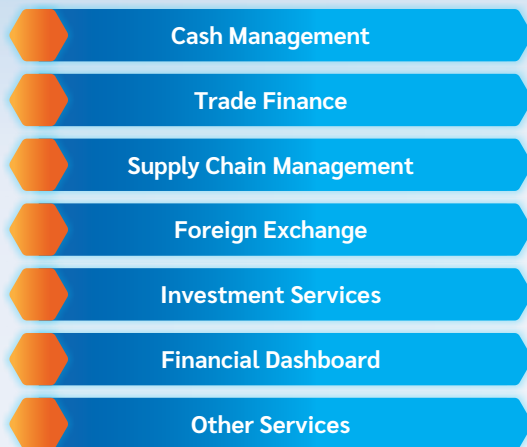 Cash Management
Trade Finance
Supply Chain Management
Foreign Exchange
Investment Services
Financial Dashboard
Other Services